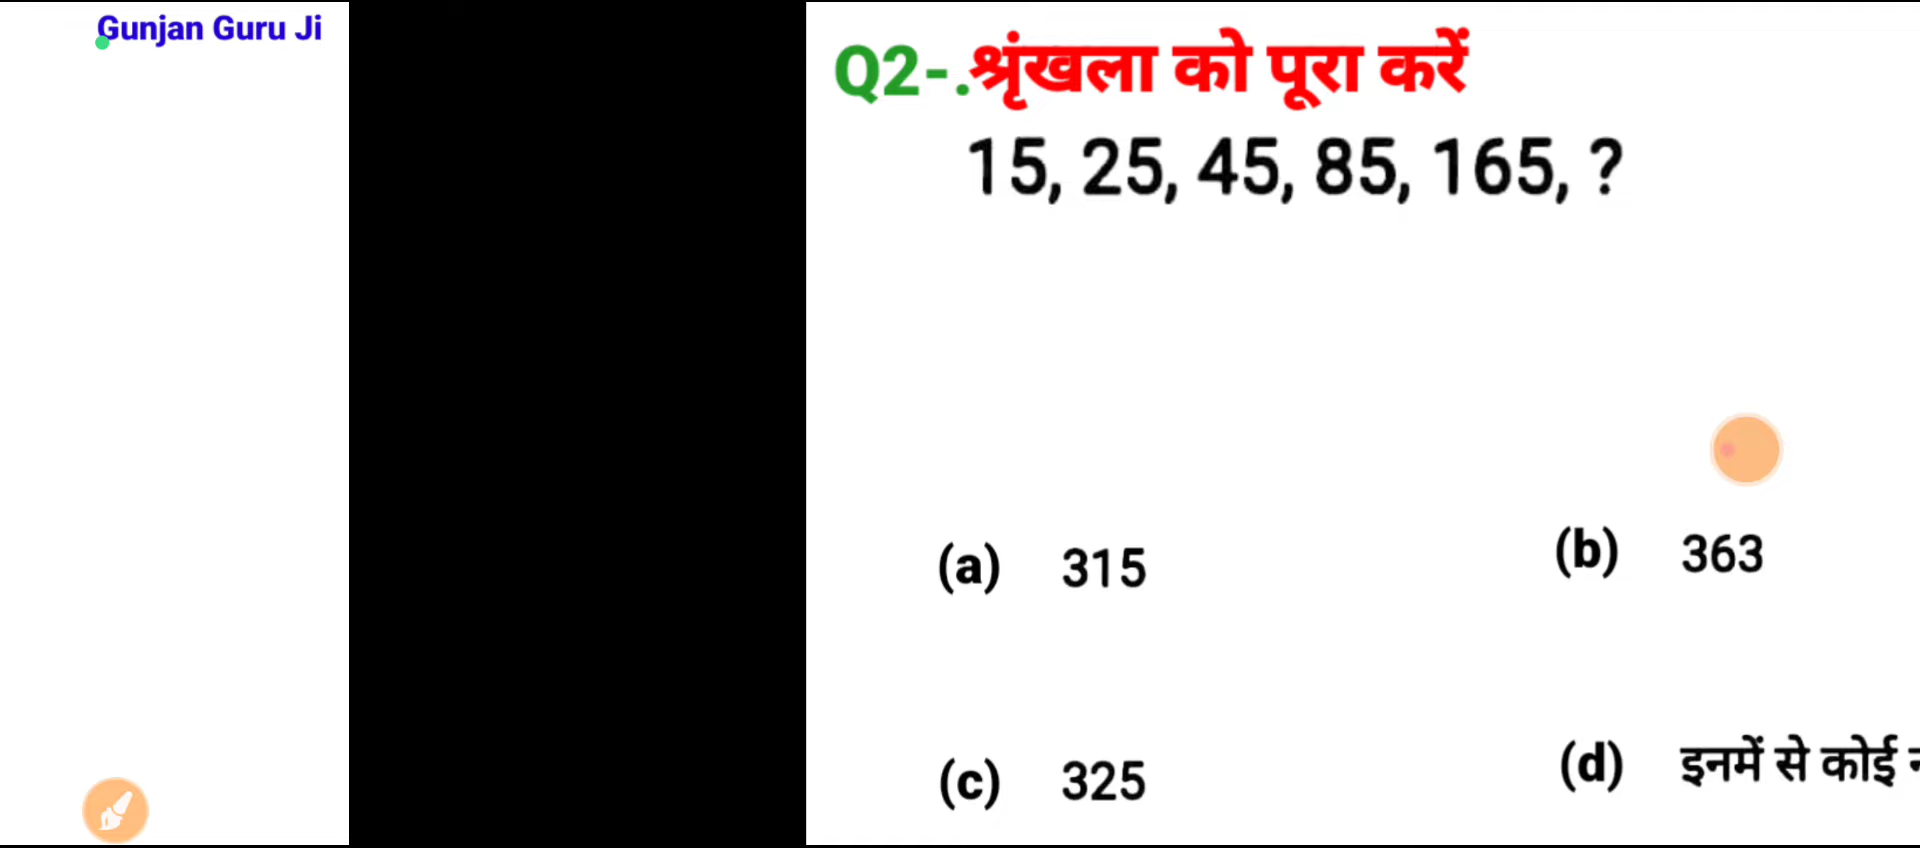 Gunjan Guru Ji
Q2-.श्रृंखला को पूरा करें
15, 25, 45, 85, 165, ?
(a) 315
(b) 363
(c) 325
(d) इनमें से कोई